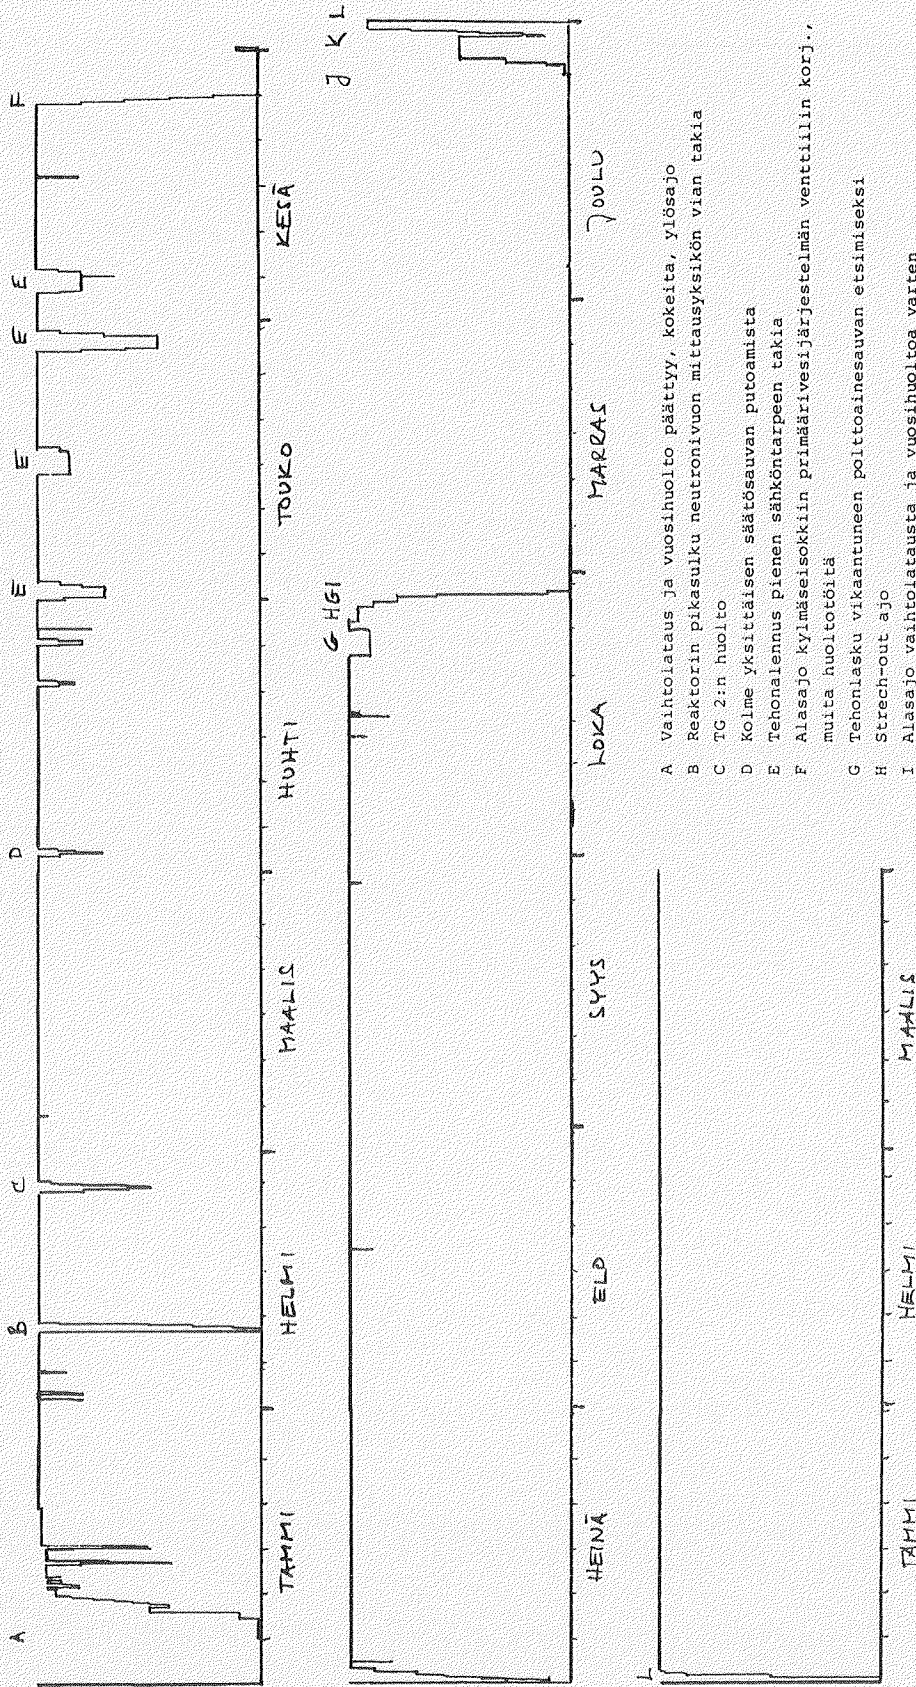 A B C D E E E E F
TAMMI HELMI MAALIS HUHTI TOUKO KESÄ
G HGI J K L
HEINÄ ELO SYYS LOKA MARRAS JOULU
L
TAMMI HELMI MAALIS
A Vaihtolataus ja vuosihuolto päättyy, kokeita, ylösajo
B Reaktorin pikasulku neutronivuon mittausyksikön vian takia
C TG 2:n huolto
D Kolme yksittäisen säätösauvan putoamista
E Tehonalennus pienen sähköntarpeen takia
F Alasajo kylmäseisokkiin primäärivesijärjestelmän venttiilin korj.,
muita huoltotöitä
G Tehonlasku vikaantuneen polttoainesauvan etsimiseksi
H Strech-out ajo
I Alasajo vaihtolatausta ja vuosihuoltoa varten